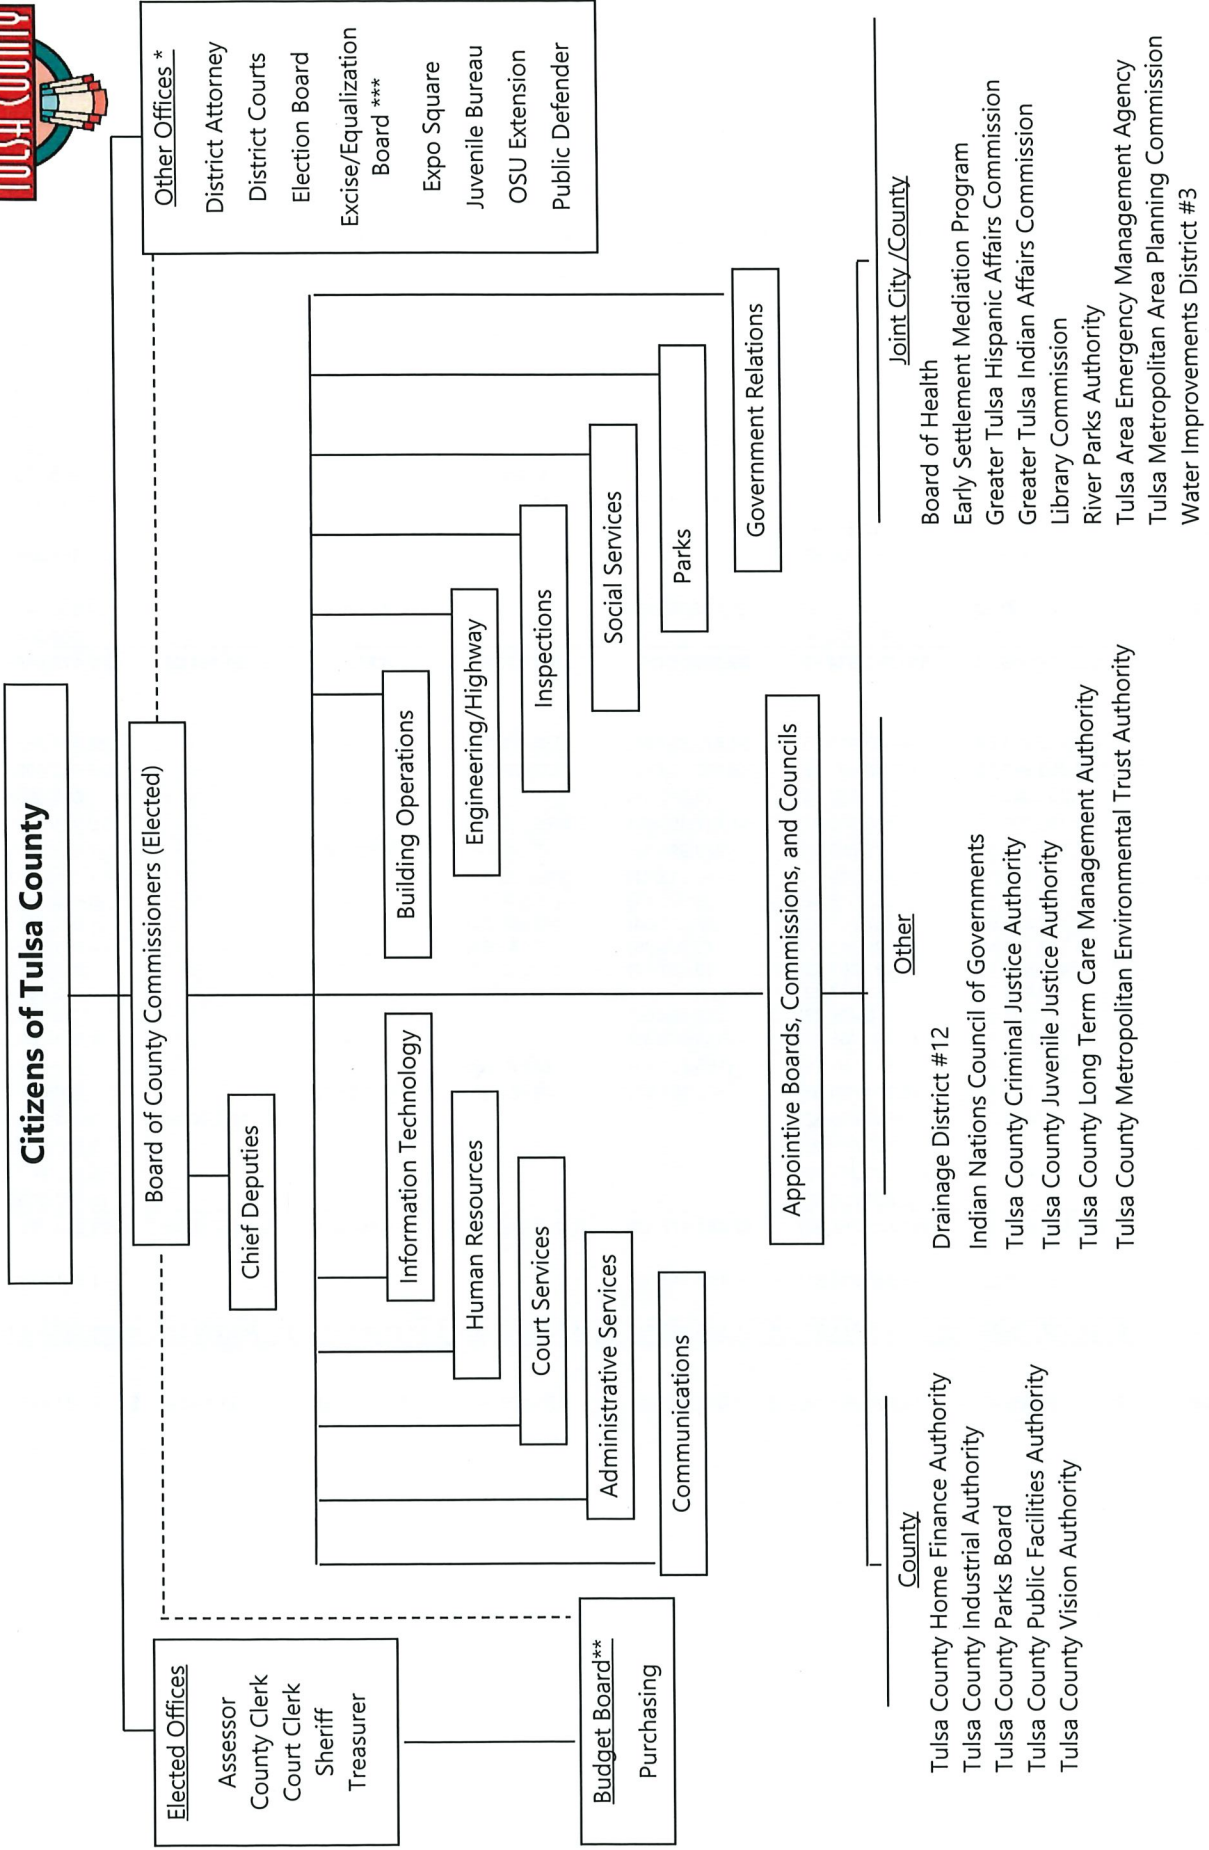 TULSA COUNTY
Citizens of Tulsa County
Board of County Commissioners (Elected)
Chief Deputies
Elected Offices
Assessor
County Clerk
Court Clerk
Sheriff
Treasurer
Budget Board**
Purchasing
Other Offices *
District Attorney
District Courts
Election Board
Excise/Equalization
Board ***
Expo Square
Juvenile Bureau
OSU Extension
Public Defender
Information Technology
Human Resources
Court Services
Administrative Services
Communications
Building Operations
Engineering/Highway
Inspections
Social Services
Parks
Government Relations
Appointive Boards, Commissions, and Councils
County
Tulsa County Home Finance Authority
Tulsa County Industrial Authority
Tulsa County Parks Board
Tulsa County Public Facilities Authority
Tulsa County Vision Authority
Other
Drainage District #12
Indian Nations Council of Governments
Tulsa County Criminal Justice Authority
Tulsa County Juvenile Justice Authority
Tulsa County Long Term Care Management Authority
Tulsa County Metropolitan Environmental Trust Authority
Joint City /County
Board of Health
Early Settlement Mediation Program
Greater Tulsa Hispanic Affairs Commission
Greater Tulsa Indian Affairs Commission
Library Commission
River Parks Authority
Tulsa Area Emergency Management Agency
Tulsa Metropolitan Area Planning Commission
Water Improvements District #3